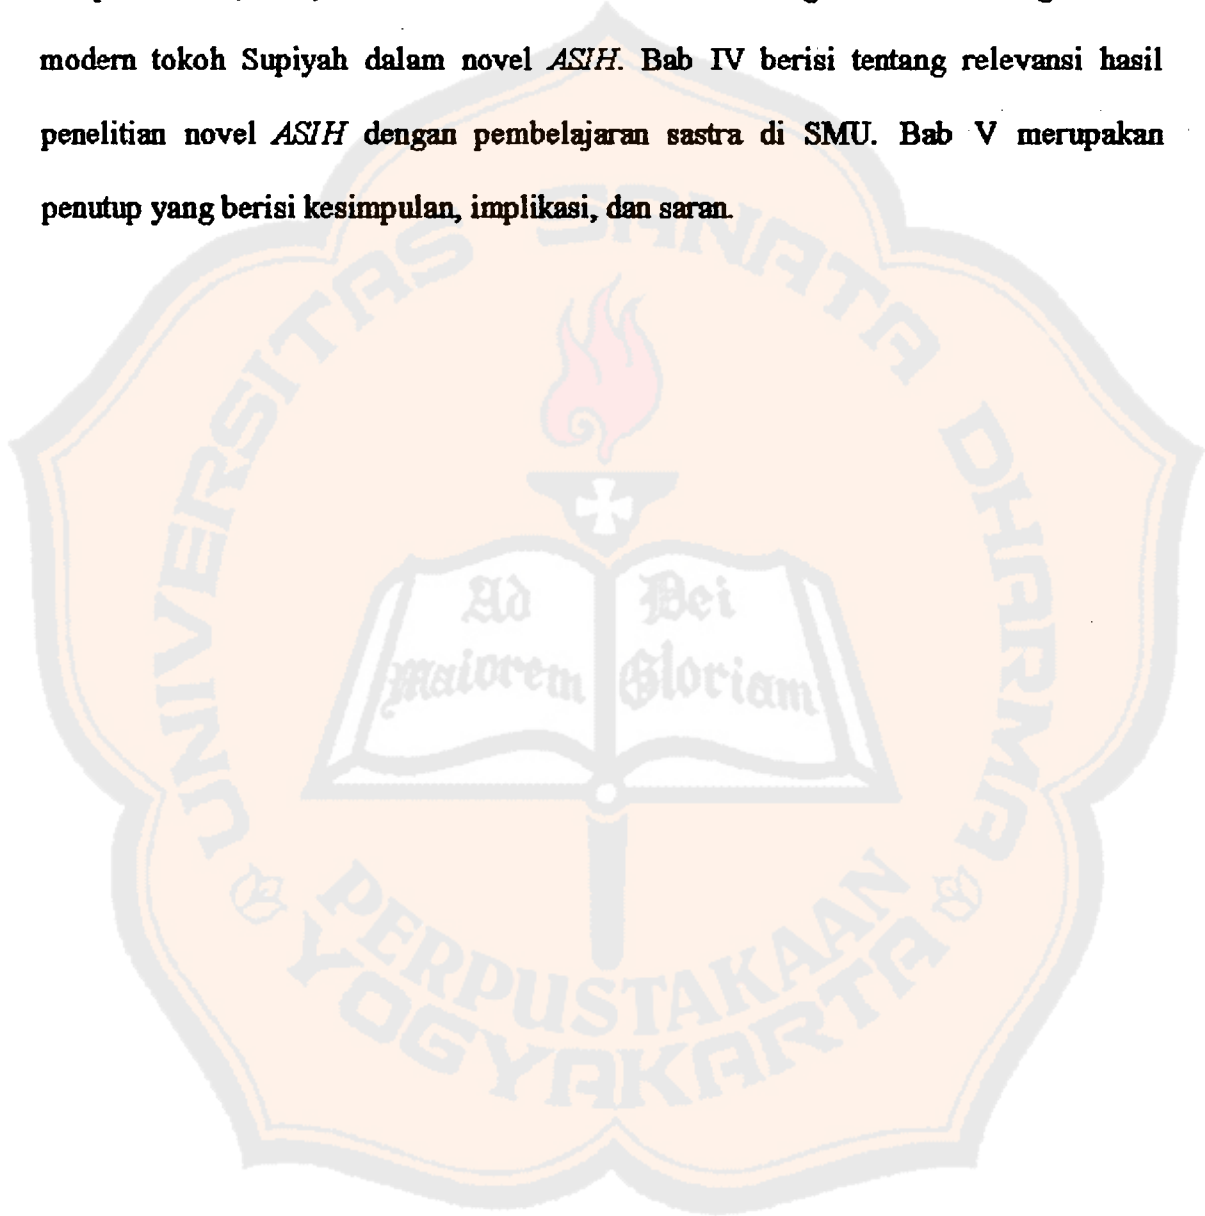 modern tokoh Supiyah dalam novel ASIH. Bab IV berisi tentang relevansi hasil
penelitian novel ASIH dengan pembelajaran sastra di SMU. Bab V merupakan
penutup yang berisi kesimpulan, implikasi, dan saran.
UNIVERSITAS SANATA DHARMA
Ad Dei
maiorem Gloriam
PERPUSTAKAAN
YOGYAKARTA